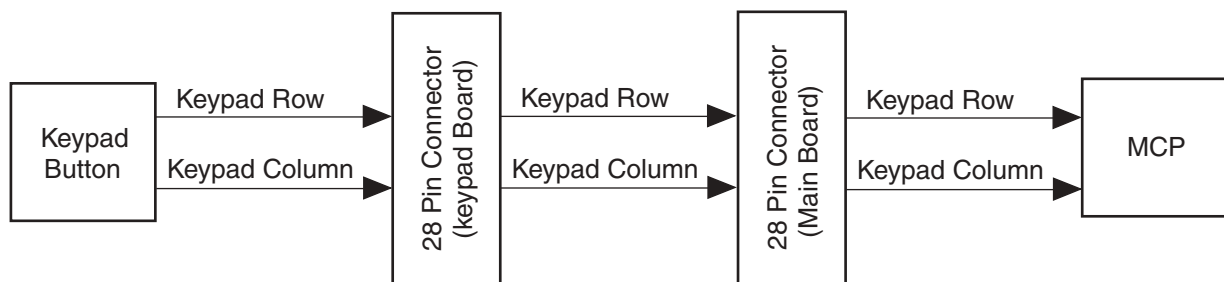 Keypad
Button
Keypad Row
Keypad Column
28 Pin Connector
(keypad Board)
Keypad Row
Keypad Column
28 Pin Connector
(Main Board)
Keypad Row
Keypad Column
MCP